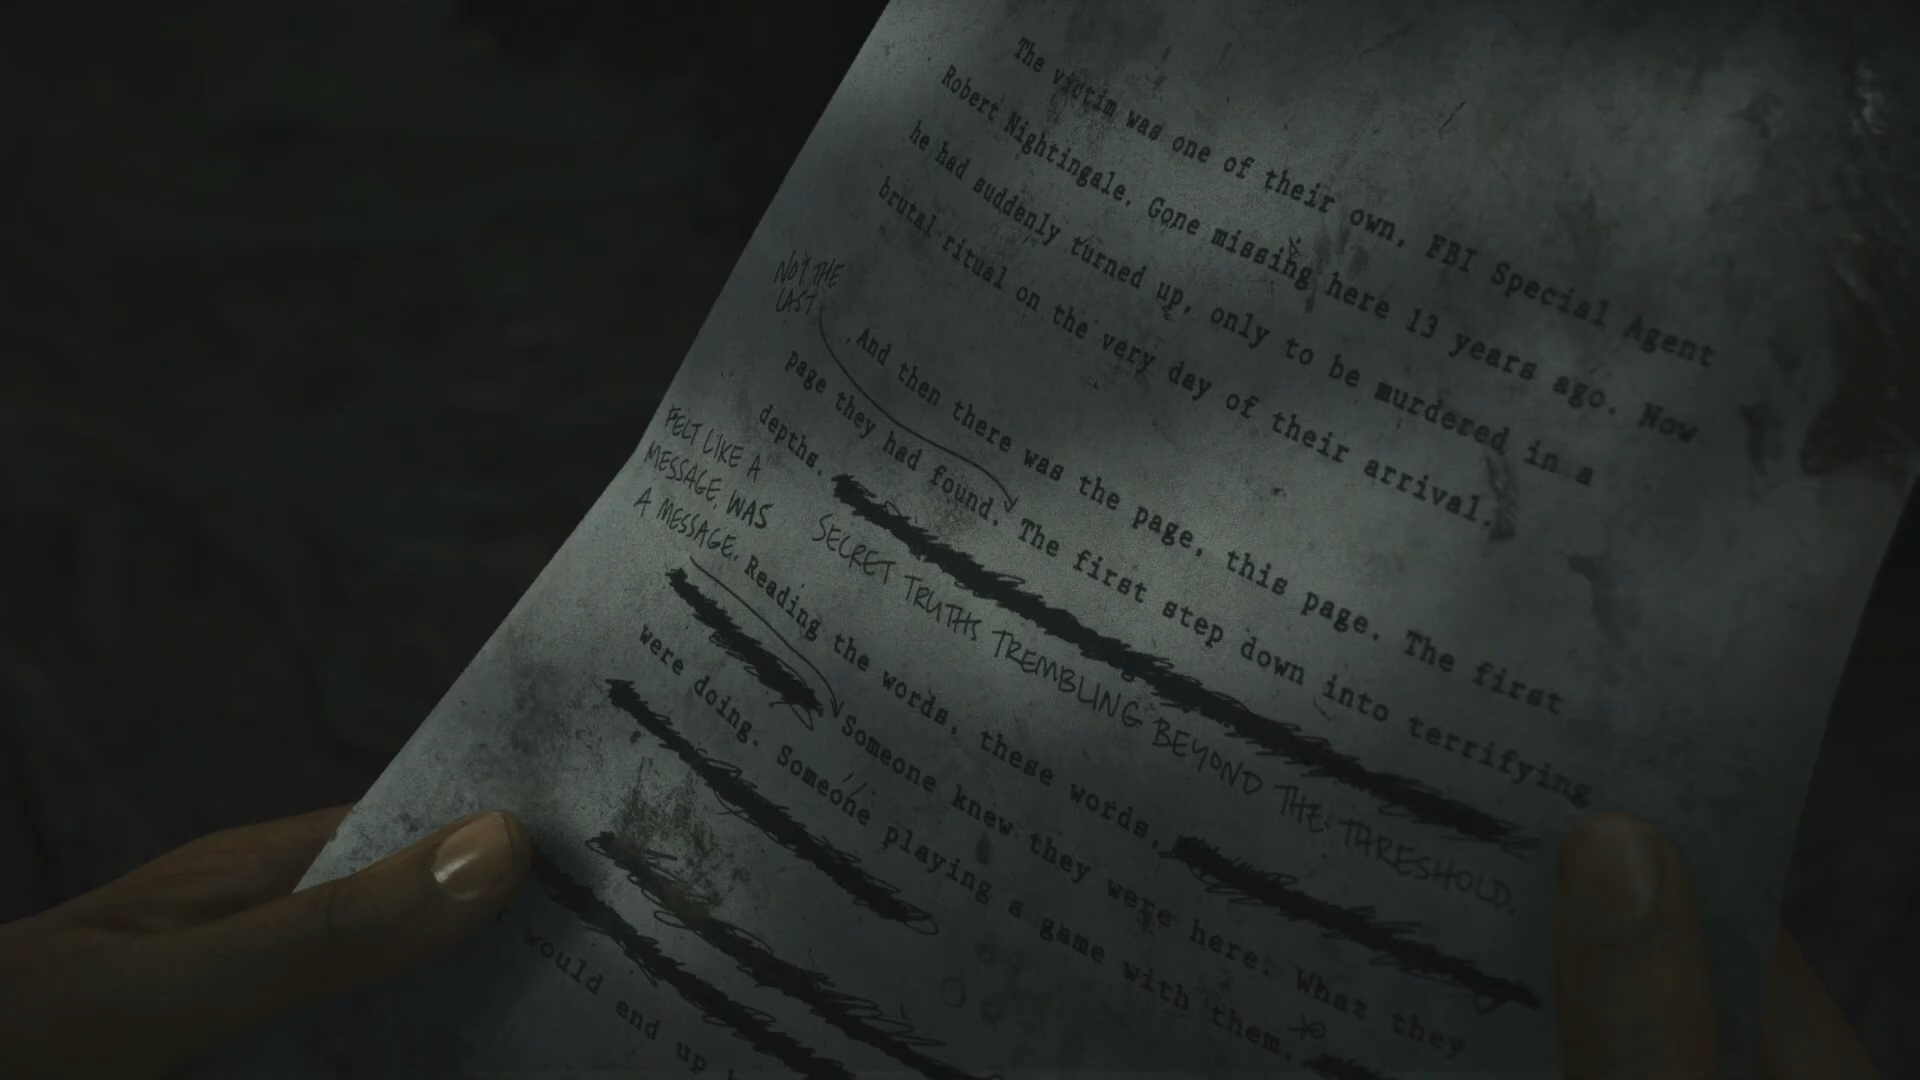 The victim was one of their own, FBI Special Agent
Robert Nightingale. Gone missing here 13 years ago. Now
he had suddenly turned up, only to be murdered in a
brutal ritual on the very day of their arrival.
NOT THE
LAST
And then there was the page, this page. The first
page they had found. The first step down into terrifying
depths.
SECRET TRUTHS TREMBLING BEYOND THE THRESHOLD.
FELT LIKE A
MESSAGE, WAS
A MESSAGE.
Reading the words, these words,
Someone knew they were here. What they
were doing. Someone playing a game with them.
would end up